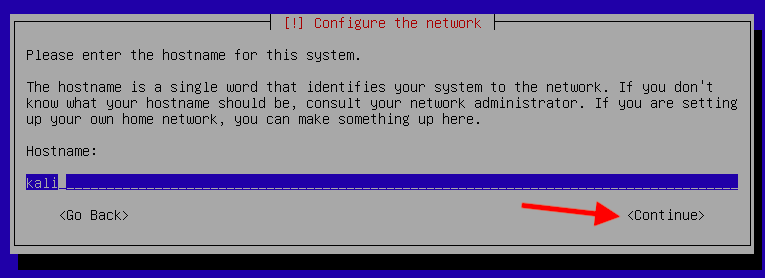 [!] Configure the network
Please enter the hostname for this system.
The hostname is a single word that identifies your system to the network. If you don't
know what your hostname should be, consult your network administrator. If you are setting
up your own home network, you can make something up here.
Hostname:
kali
<Go Back> <Continue>